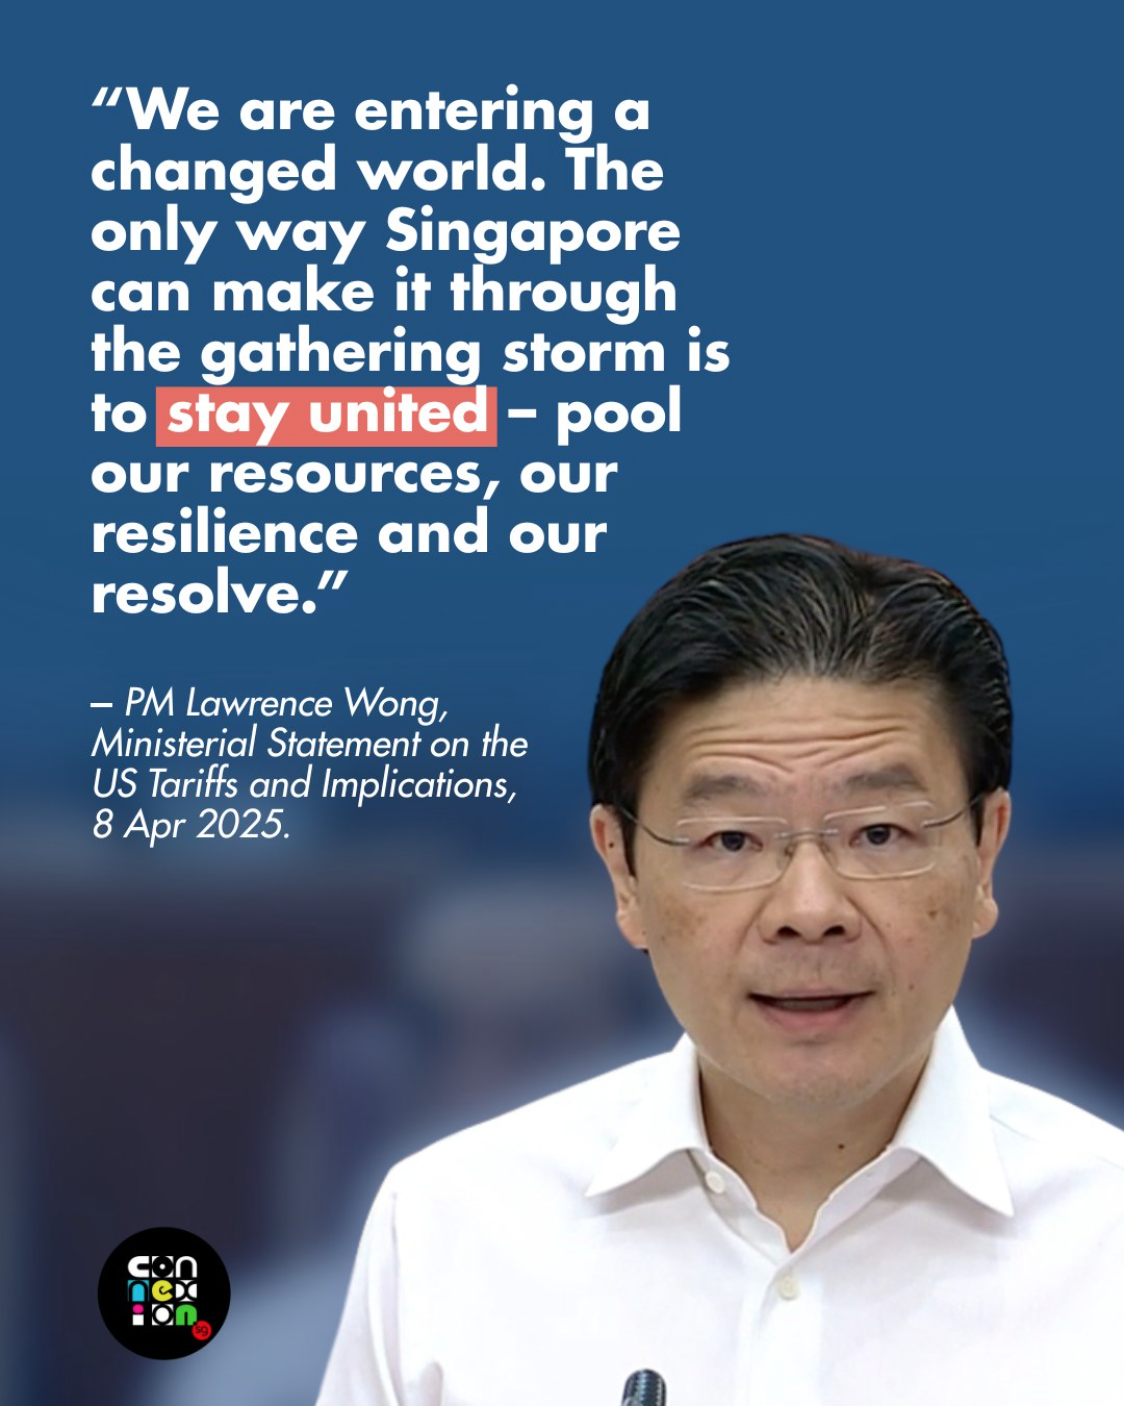 “We are entering a
changed world. The
only way Singapore
can make it through
the gathering storm is
to stay united – pool
our resources, our
resilience and our
resolve.”
– PM Lawrence Wong,
Ministerial Statement on the
US Tariffs and Implications,
8 Apr 2025.
con
nex
ion
sg